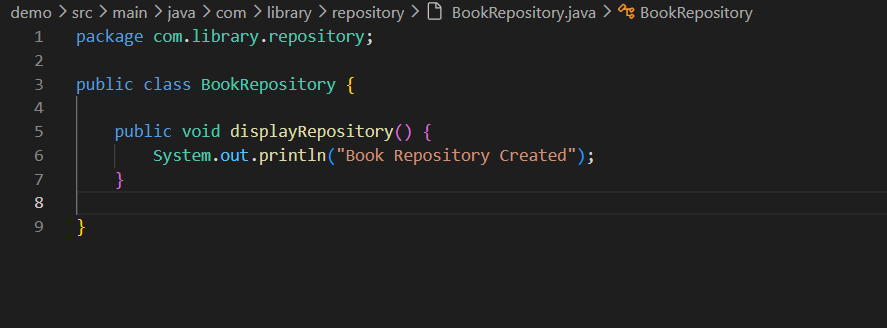 demo > src > main > java > com > library > repository > BookRepository.java > BookRepository
1 package com.library.repository;
2
3 public class BookRepository {
4
5 public void displayRepository() {
6 System.out.println("Book Repository Created");
7 }
8
9 }